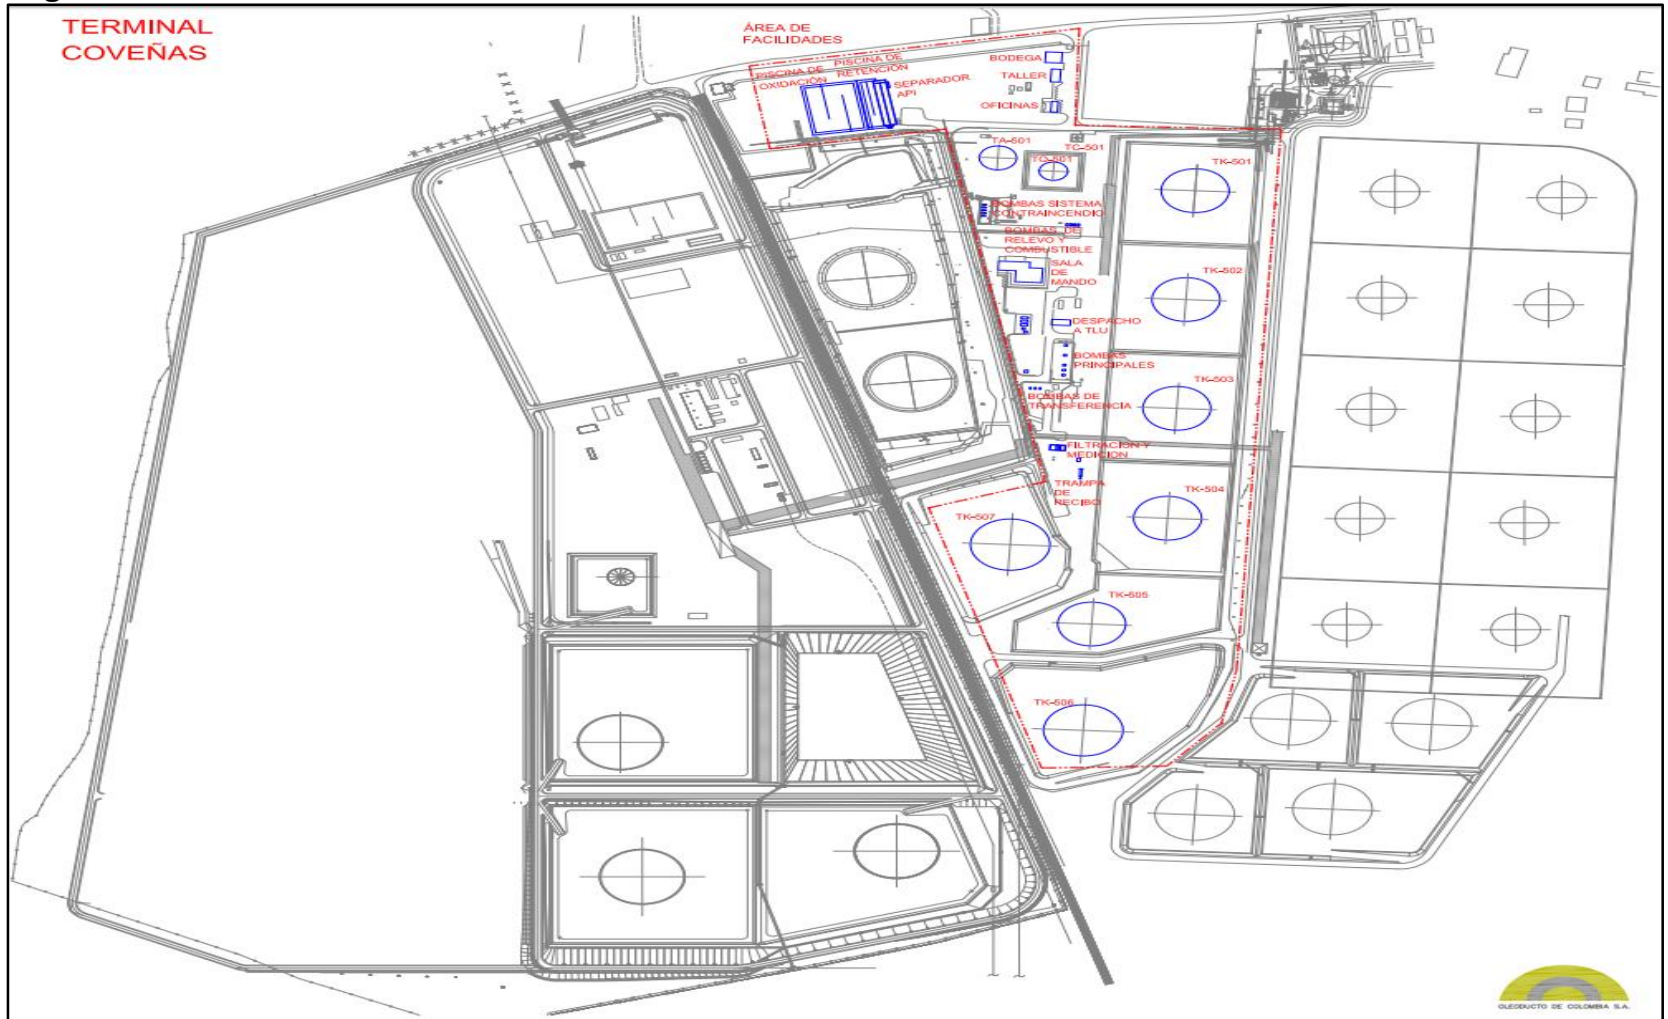 TERMINAL
COVEÑAS
ÁREA DE
FACILIDADES
PISCINA DE
OXIDACIÓN
PISCINA DE
RETENCIÓN
SEPARADOR
API
BODEGA
TALLER
OFICINAS
TA-501
TC-501
TO-501
TK-501
BOMBAS SISTEMA
CONTRAINCENDIO
BOMBAS DE
RELEVO Y
COMBUSTIBLE
SALA
DE
MANDO
TK-502
DESPACHO
A TLU
BOMBAS
PRINCIPALES
TK-503
BOMBAS DE
TRANSFERENCIA
FILTRACION Y
MEDICION
TRAMPA
DE
RECIBO
TK-504
TK-507
TK-505
TK-506
OLEODUCTO DE COLOMBIA S.A.